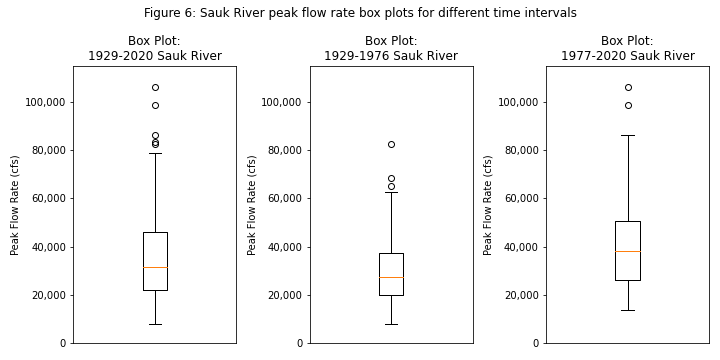 Figure 6: Sauk River peak flow rate box plots for different time intervals
Box Plot:
1929-2020 Sauk River
Peak Flow Rate (cfs)
100,000
80,000
60,000
40,000
20,000
0
Box Plot:
1929-1976 Sauk River
Peak Flow Rate (cfs)
100,000
80,000
60,000
40,000
20,000
0
Box Plot:
1977-2020 Sauk River
Peak Flow Rate (cfs)
100,000
80,000
60,000
40,000
20,000
0